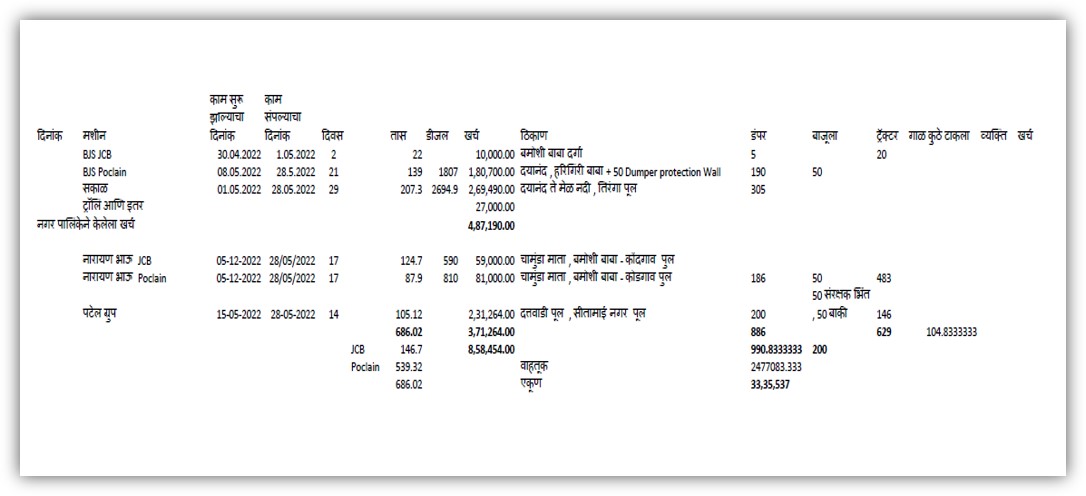 काम सुरु काम
झाल्याचा संपल्याचा
दिनांक मशीन दिनांक दिनांक दिवस तास डीजल खर्च ठिकाण डंपर बाजूला ट्रॅक्टर गाळ कुठे टाकला व्यक्ति खर्च
BJS JCB 30.04.2022 1.05.2022 2 22 10,000.00 बमोशी बाबा दर्गा 5 20
BJS Poclain 08.05.2022 28.5.2022 21 139 1807 1,80,700.00 दयानंद , हरिगिरी बाबा + 50 Dumper protection Wall 190 50
सकाळ 01.05.2022 28.05.2022 29 207.3 2694.9 2,69,490.00 दयानंद ते मेळ नदी , तिरंगा पूल 305
ट्रॉलि आणि इतर 27,000.00
नगर पालिकेने केलेला खर्च 4,87,190.00
नारायण भाऊ JCB 05-12-2022 28/05/2022 17 124.7 590 59,000.00 चामुंडा माता , बमोशी बाबा - कोंदगाव पूल
नारायण भाऊ Poclain 05-12-2022 28/05/2022 17 87.9 810 81,000.00 चामुंडा माता , बमोशी बाबा - कोडगाव पूल 186 50 483
50 संरक्षक भिंत
पटेल ग्रुप 15-05-2022 28-05-2022 14 105.12 2,31,264.00 दत्तवाडी पूल , सीतामाई नगर पूल 200 , 50 बाकी 146
686.02 3,71,264.00 886 629 104.8333333
JCB 146.7 8,58,454.00 990.8333333 200
Poclain 539.32 वाहतूक 2477083.333
686.02 एकूण 33,35,537